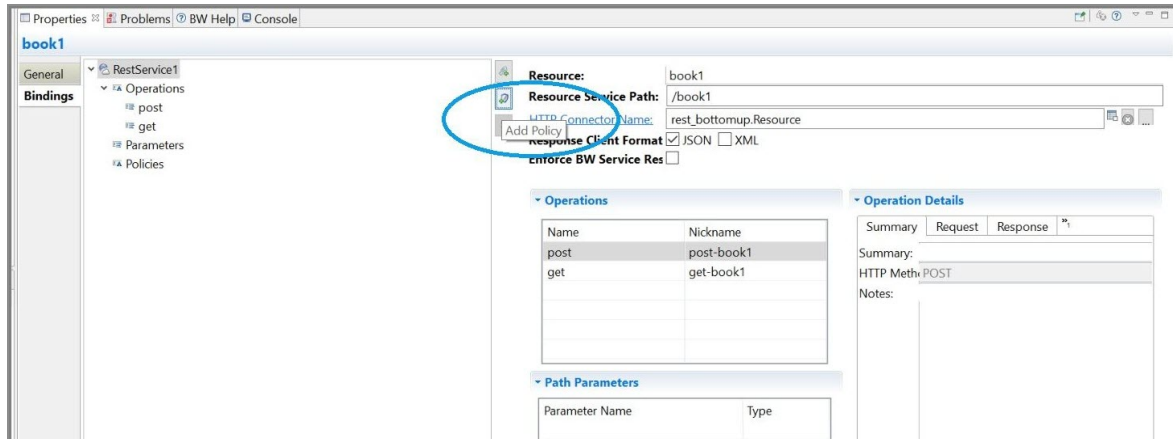 Properties Problems BW Help Console
book1
General
Bindings
RestService1
Operations
post
get
Parameters
Policies
Add Policy
Resource: book1
Resource Service Path: /book1
HTTP Connector Name: rest_bottomup.Resource ...
Response Client Format JSON XML
Enforce BW Service Res
Operations
Name Nickname
post post-book1
get get-book1
Path Parameters
Parameter Name Type
Operation Details
Summary Request Response »1
Summary:
HTTP Meth POST
Notes: